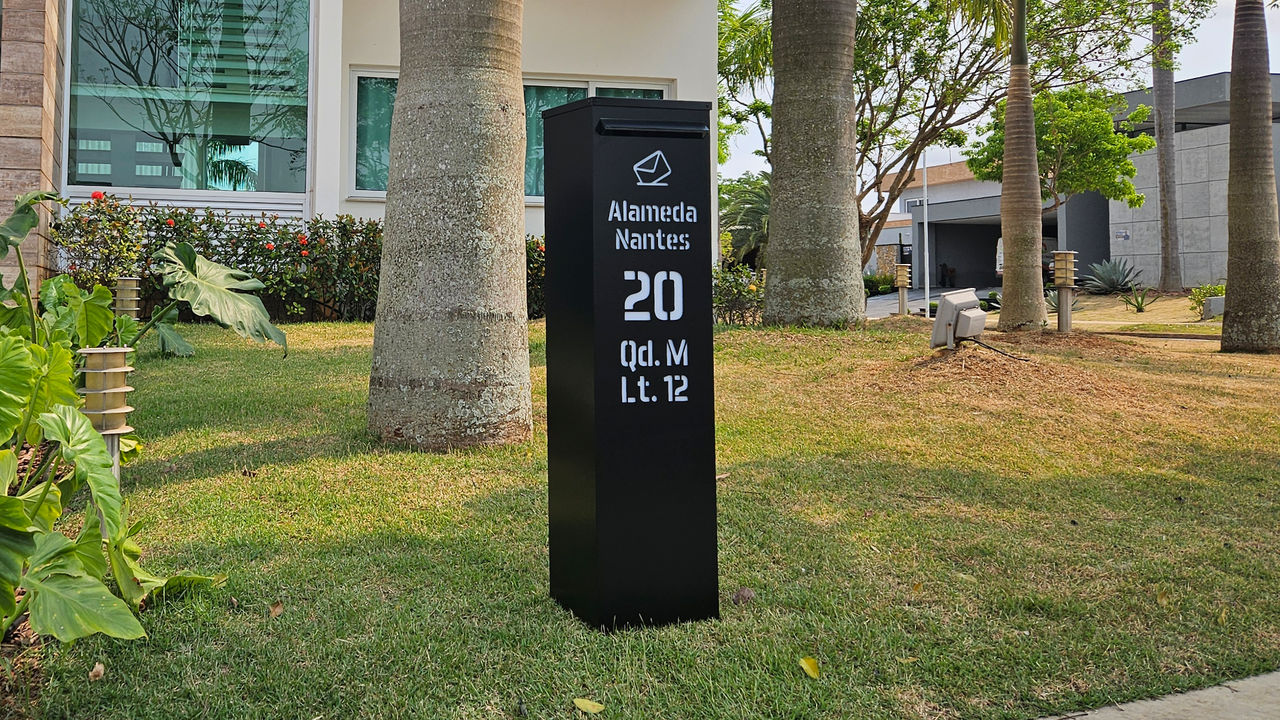 Alameda
Nantes
20
Qd. M
Lt. 12